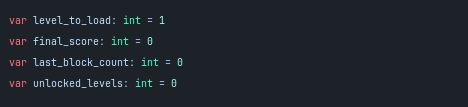 var level_to_load: int = 1
var final_score: int = 0
var last_block_count: int = 0
var unlocked_levels: int = 0